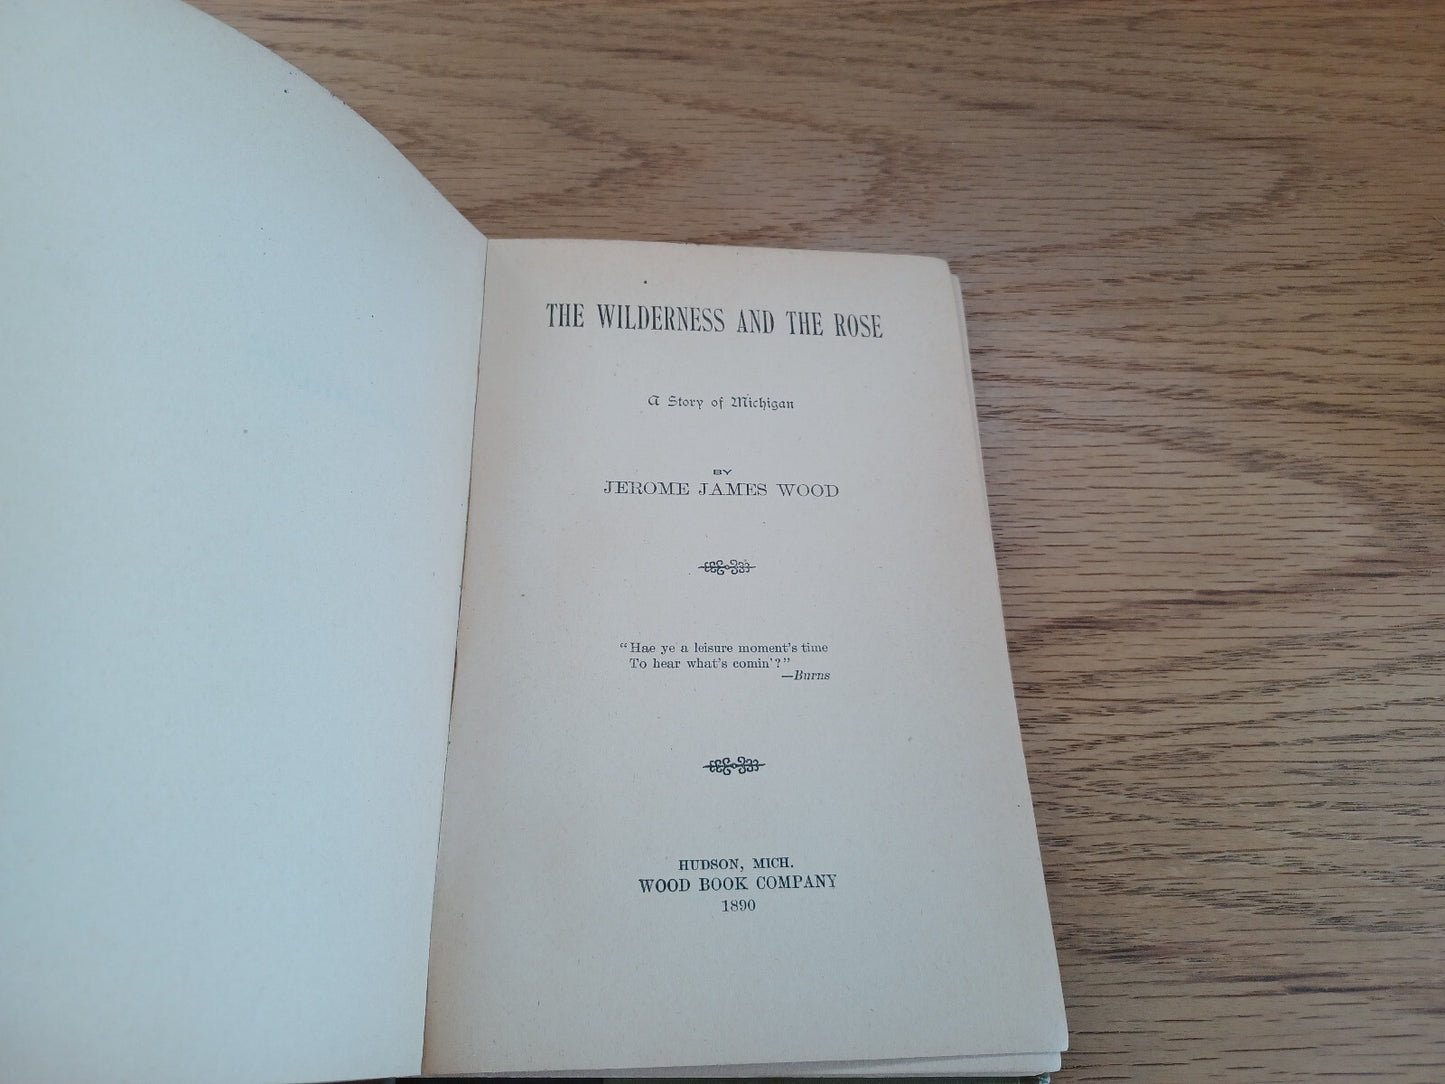 THE WILDERNESS AND THE ROSE
A Story of Michigan
BY
JEROME JAMES WOOD
"Hae ye a leisure moment's time
To hear what's comin'?"
—Burns
HUDSON, MICH.
WOOD BOOK COMPANY
1890